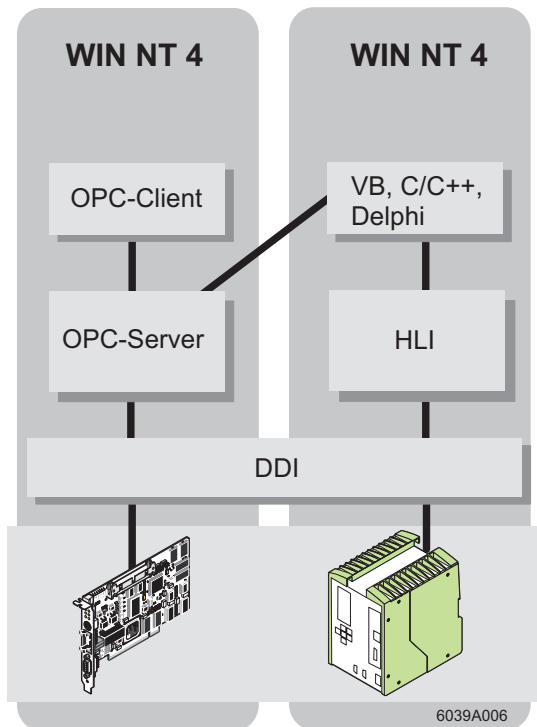 WIN NT 4
WIN NT 4
OPC-Client
VB, C/C++,
Delphi
OPC-Server
HLI
DDI
6039A006